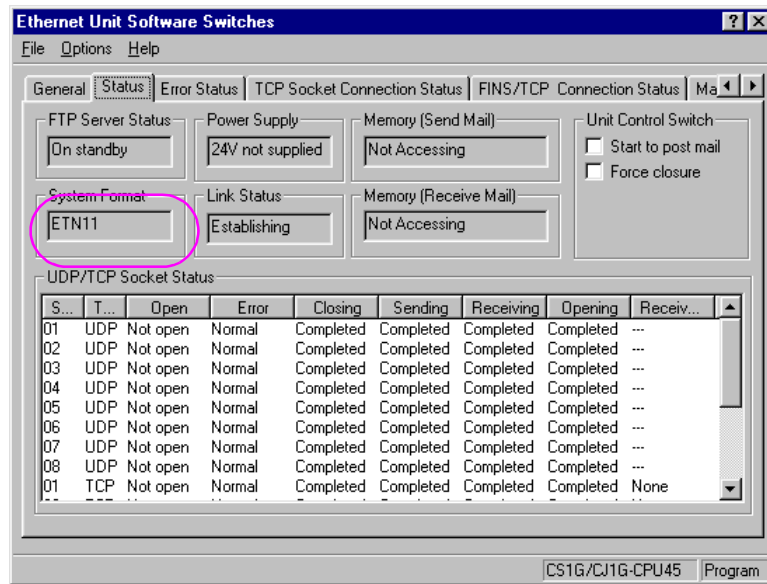 Ethernet Unit Software Switches
File Options Help
General Status Error Status TCP Socket Connection Status FINS/TCP Connection Status Ma
FTP Server Status Power Supply Memory (Send Mail) Unit Control Switch
On standby 24V not supplied Not Accessing Start to post mail
Force closure
System Format Link Status Memory (Receive Mail)
ETN11 Establishing Not Accessing
UDP/TCP Socket Status
S... T... Open Error Closing Sending Receiving Opening Receiv...
01 UDP Not open Normal Completed Completed Completed Completed ---
02 UDP Not open Normal Completed Completed Completed Completed ---
03 UDP Not open Normal Completed Completed Completed Completed ---
04 UDP Not open Normal Completed Completed Completed Completed ---
05 UDP Not open Normal Completed Completed Completed Completed ---
06 UDP Not open Normal Completed Completed Completed Completed ---
07 UDP Not open Normal Completed Completed Completed Completed ---
08 UDP Not open Normal Completed Completed Completed Completed ---
01 TCP Not open Normal Completed Completed Completed Completed None
CS1G/CJ1G-CPU45 Program